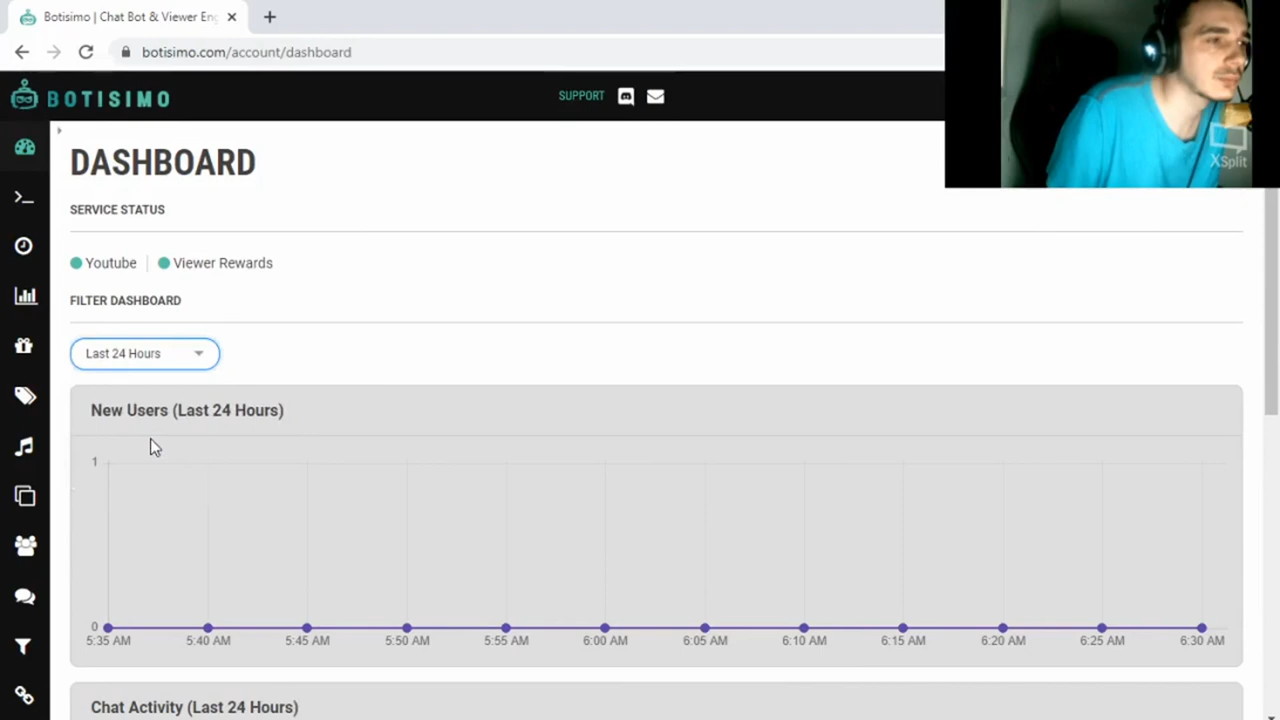 Botisimo | Chat Bot & Viewer Eng
botisimo.com/account/dashboard
BOTISIMO
SUPPORT
XSplit
DASHBOARD
SERVICE STATUS
Youtube
Viewer Rewards
FILTER DASHBOARD
Last 24 Hours
New Users (Last 24 Hours)
1
0
5:35 AM 5:40 AM 5:45 AM 5:50 AM 5:55 AM 6:00 AM 6:05 AM 6:10 AM 6:15 AM 6:20 AM 6:25 AM 6:30 AM
Chat Activity (Last 24 Hours)